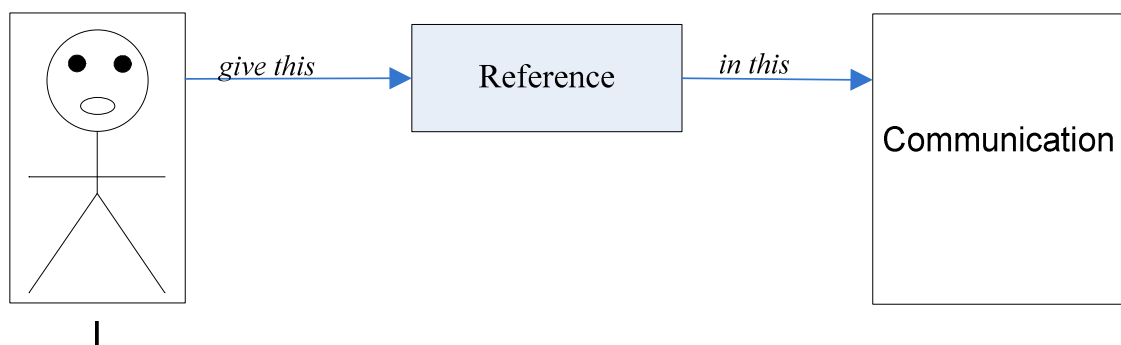 give this
Reference
in this
Communication
I